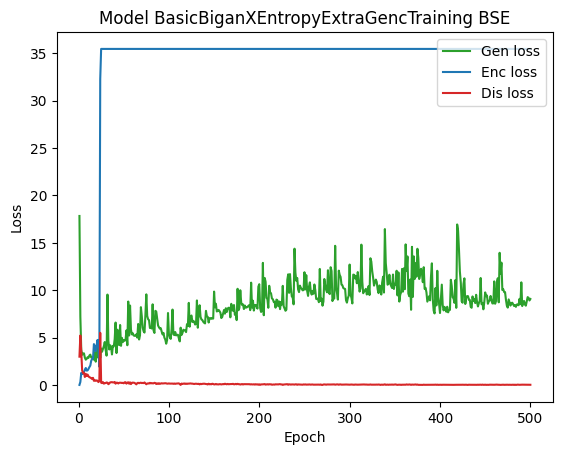 Model BasicBiganXEntropyExtraGencTraining BSE
Gen loss
Enc loss
Dis loss
Loss
35
30
25
20
15
10
5
0
0 100 200 300 400 500
Epoch